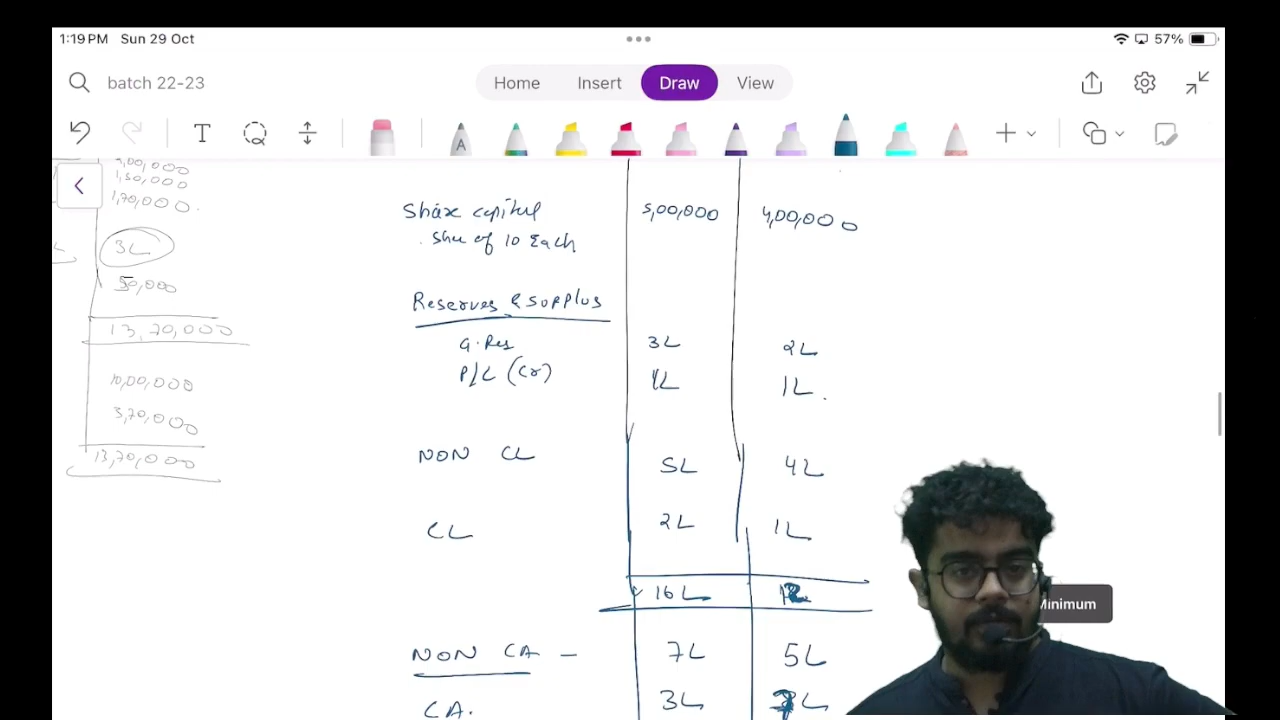 1:19 PM Sun 29 Oct
57%
batch 22-23
Home Insert Draw View
T
A
1,50,000
1,70,000
3L
50,000
13,70,000
10,00,000
3,70,000
13,70,000
Share capital 5,00,000 4,00,000
of 10 Each
Reserves & surplus
G. Res 3L 2L
P/L (Cr) 1L 1L
NON CL 5L 4L
CL 2L 1L
16L
NON CA - 7L 5L
CA. 3L
Minimum